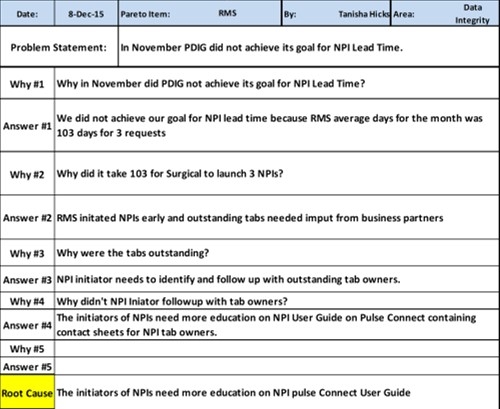 Date: 8-Dec-15 Pareto Item: RMS By: Tanisha Hicks Area: Data Integrity
Problem Statement: In November PDIG did not achieve its goal for NPI Lead Time.
Why #1 Why in November did PDIG not achieve its goal for NPI Lead Time?
Answer #1 We did not achieve our goal for NPI lead time because RMS average days for the month was
103 days for 3 requests
Why #2 Why did it take 103 for Surgical to launch 3 NPIs?
Answer #2 RMS initated NPIs early and outstanding tabs needed imput from business partners
Why #3 Why were the tabs outstanding?
Answer #3 NPI initiator needs to identify and follow up with outstanding tab owners.
Why #4 Why didn't NPI Iniator followup with tab owners?
Answer #4 The initiators of NPIs need more education on NPI User Guide on Pulse Connect containing
contact sheets for NPI tab owners.
Why #5
Answer #5
Root Cause The initiators of NPIs need more education on NPI pulse Connect User Guide